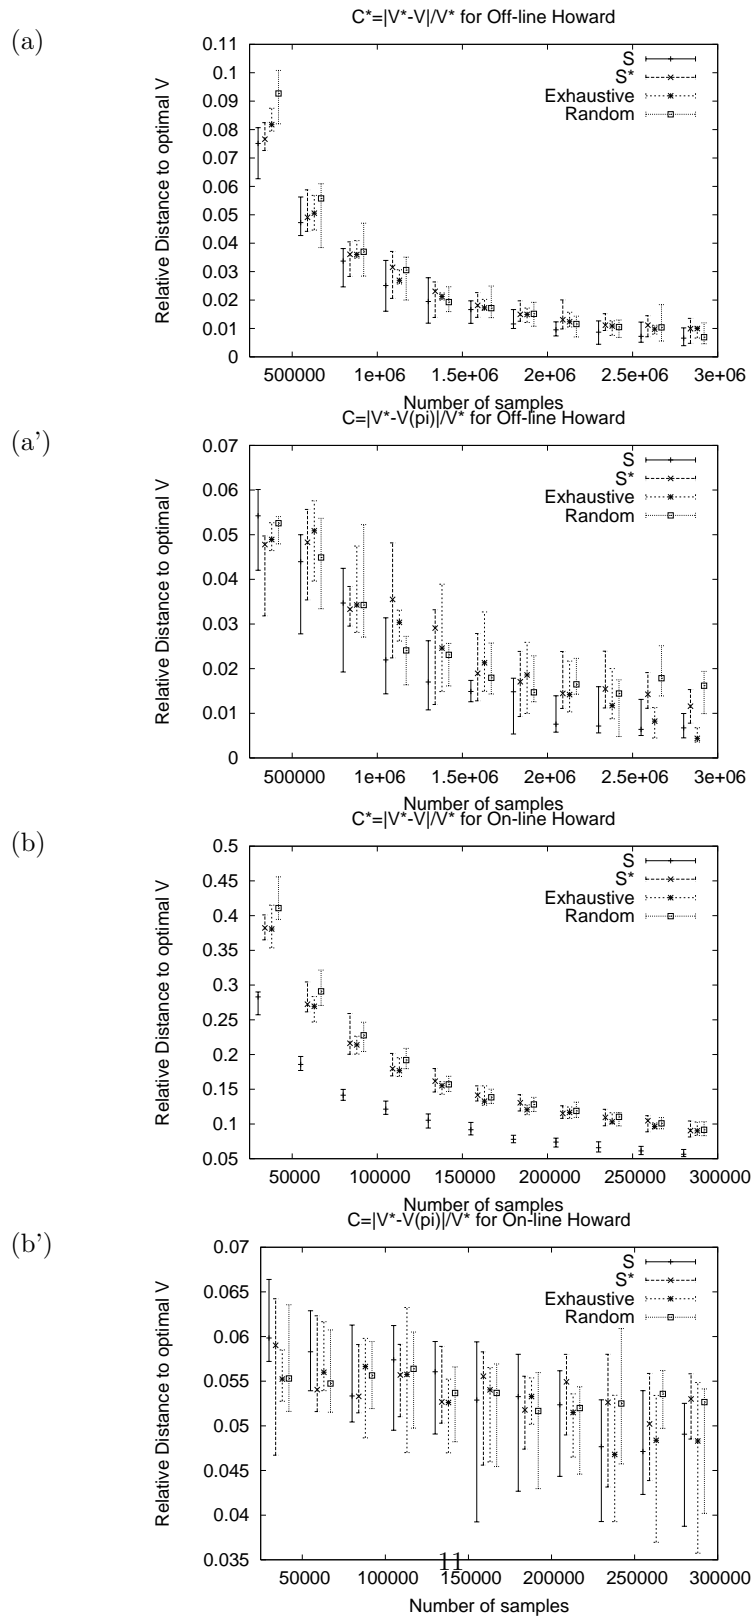 (a)
C*=|V*-V|/V* for Off-line Howard
Relative Distance to optimal V
0.11
0.1
0.09
0.08
0.07
0.06
0.05
0.04
0.03
0.02
0.01
0
S
S*
Exhaustive
Random
500000 1e+06 1.5e+06 2e+06 2.5e+06 3e+06
Number of samples
(a')
C=|V*-V(pi)|/V* for Off-line Howard
Relative Distance to optimal V
0.07
0.06
0.05
0.04
0.03
0.02
0.01
0
S
S*
Exhaustive
Random
500000 1e+06 1.5e+06 2e+06 2.5e+06 3e+06
Number of samples
(b)
C*=|V*-V|/V* for On-line Howard
Relative Distance to optimal V
0.5
0.45
0.4
0.35
0.3
0.25
0.2
0.15
0.1
0.05
S
S*
Exhaustive
Random
50000 100000 150000 200000 250000 300000
Number of samples
(b')
C=|V*-V(pi)|/V* for On-line Howard
Relative Distance to optimal V
0.07
0.065
0.06
0.055
0.05
0.045
0.04
0.035
S
S*
Exhaustive
Random
11
50000 100000 150000 200000 250000 300000
Number of samples